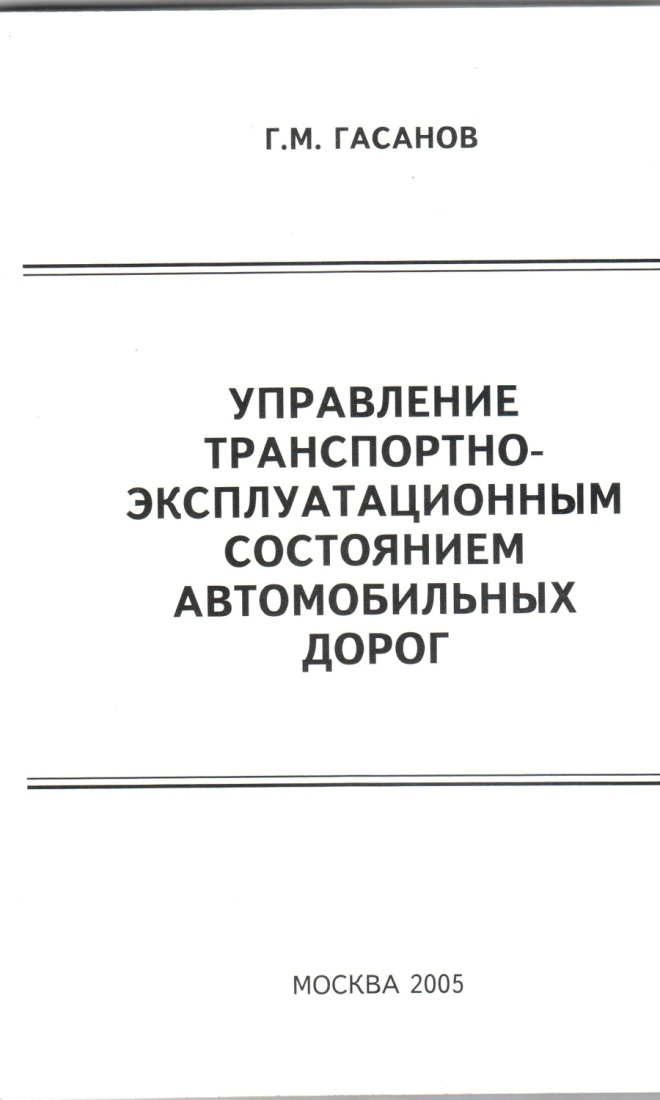 Г.М. ГАСАНОВ
УПРАВЛЕНИЕ
ТРАНСПОРТНО-
ЭКСПЛУАТАЦИОННЫМ
СОСТОЯНИЕМ
АВТОМОБИЛЬНЫХ
ДОРОГ
МОСКВА 2005